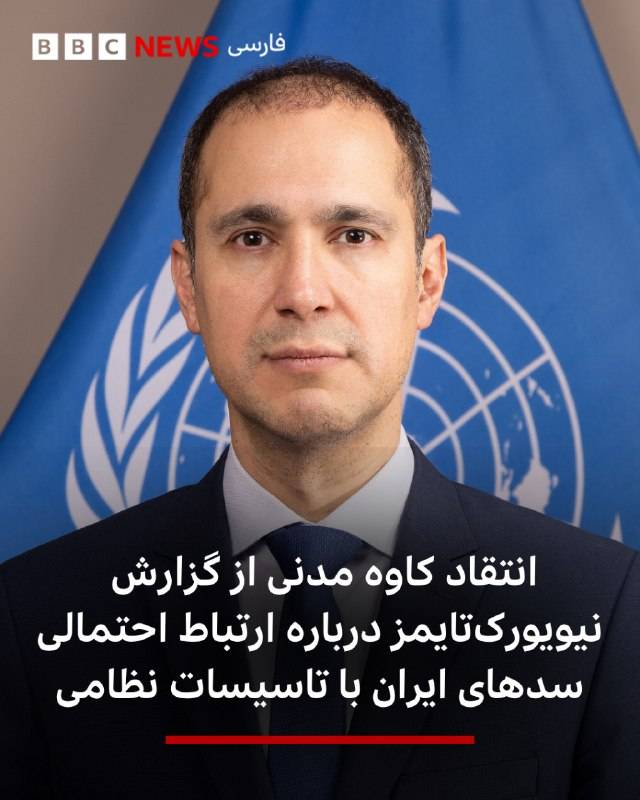 BBC NEWS فارسی
انتقاد کاوه مدنی از گزارش
نیویورک‌تایمز درباره ارتباط احتمالی
سدهای ایران با تاسیسات نظامی